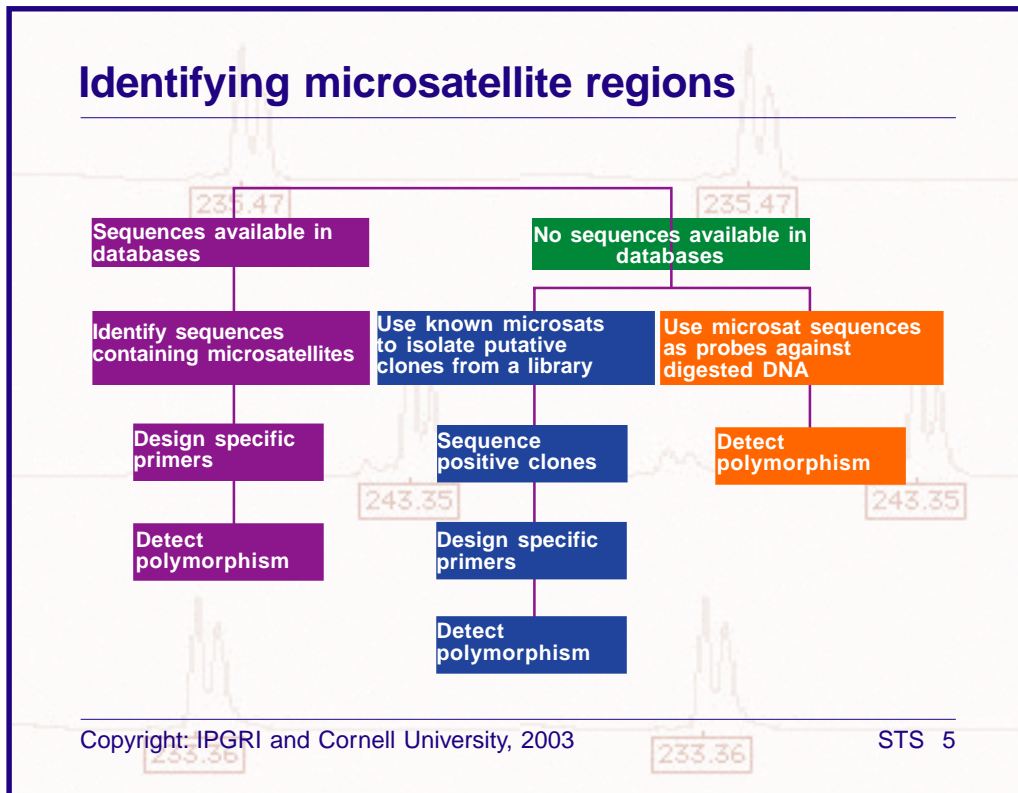 Identifying microsatellite regions
235.47
235.47
Sequences available in
databases
No sequences available in
databases
Identify sequences
containing microsatellites
Use known microsats
to isolate putative
clones from a library
Use microsat sequences
as probes against
digested DNA
Design specific
primers
Sequence
positive clones
Detect
polymorphism
243.35
243.35
Detect
polymorphism
Design specific
primers
Detect
polymorphism
Copyright: IPGRI and Cornell University, 2003
STS 5
233.36
233.36